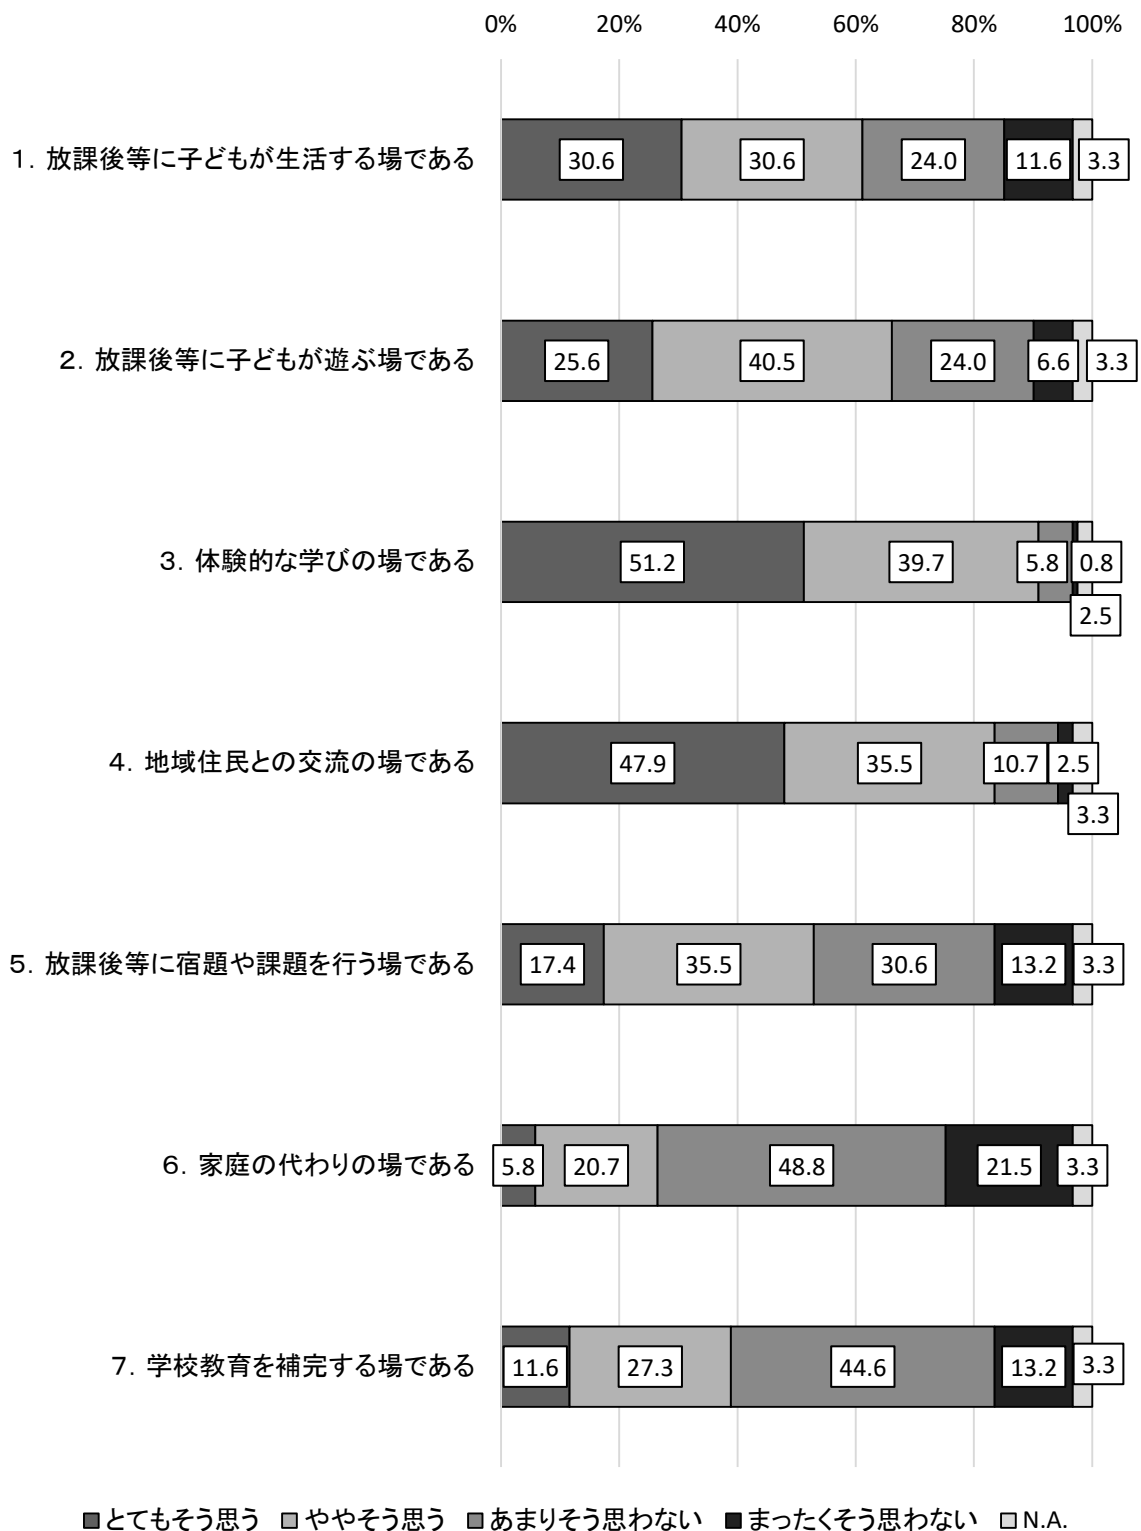 0% 20% 40% 60% 80% 100%
1．放課後等に子どもが生活する場である 30.6 30.6 24.0 11.6 3.3
2．放課後等に子どもが遊ぶ場である 25.6 40.5 24.0 6.6 3.3
3．体験的な学びの場である 51.2 39.7 5.8 0.8
2.5
4．地域住民との交流の場である 47.9 35.5 10.7 2.5
3.3
5．放課後等に宿題や課題を行う場である 17.4 35.5 30.6 13.2 3.3
6．家庭の代わりの場である 5.8 20.7 48.8 21.5 3.3
7．学校教育を補完する場である 11.6 27.3 44.6 13.2 3.3
とてもそう思う ややそう思う あまりそう思わない まったくそう思わない N.A.